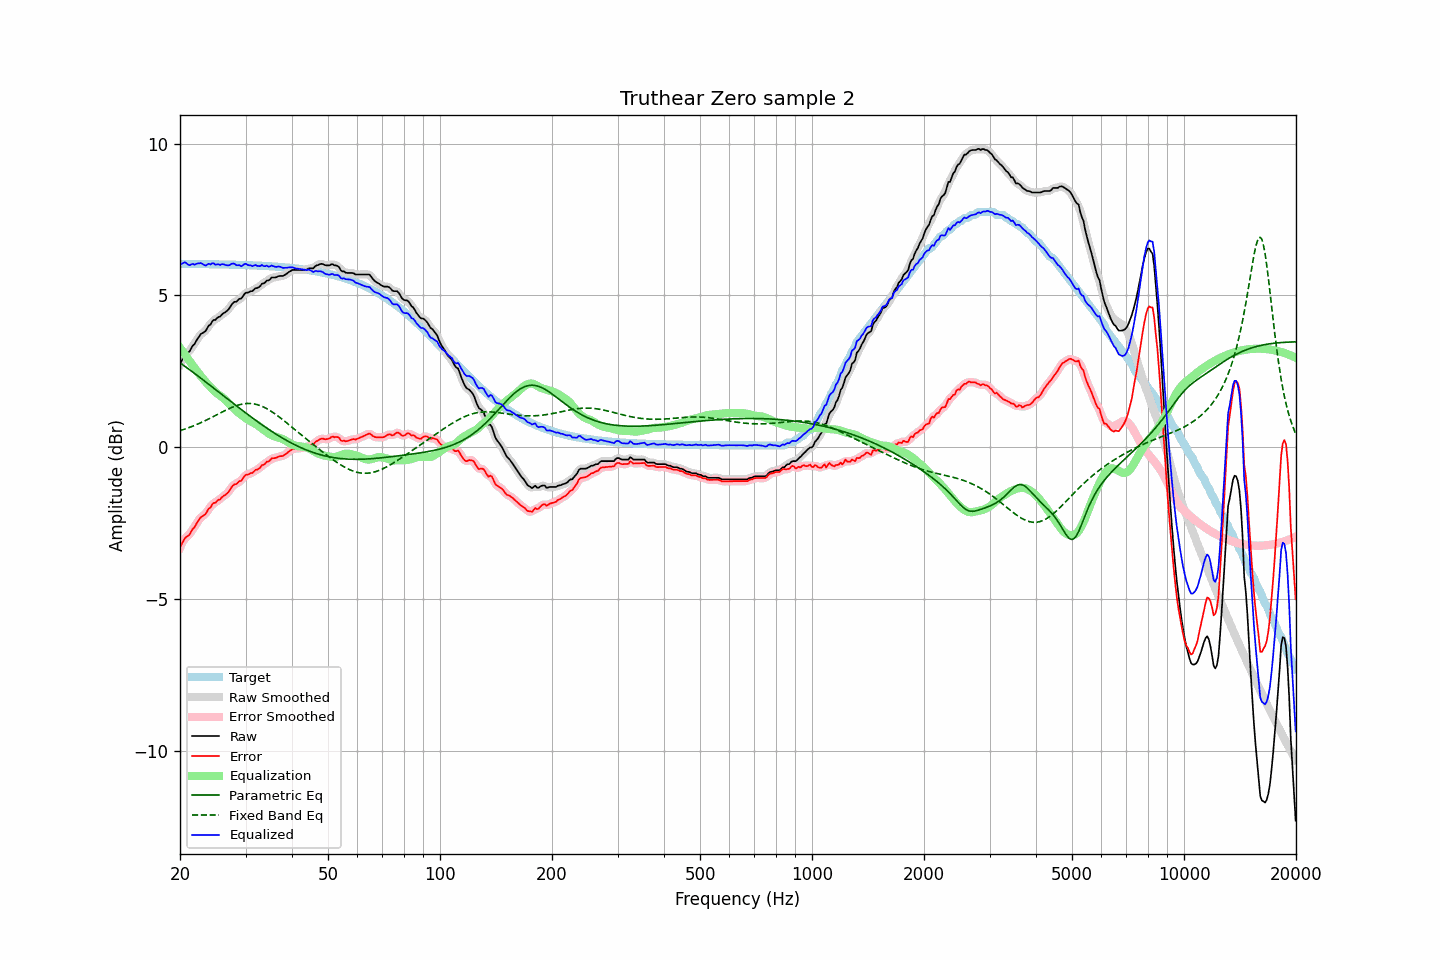 Truthear Zero sample 2
10
5
0
−5
−10
Amplitude (dBr)
Target
Raw Smoothed
Error Smoothed
Raw
Error
Equalization
Parametric Eq
Fixed Band Eq
Equalized
20 50 100 200 500 1000 2000 5000 10000 20000
Frequency (Hz)